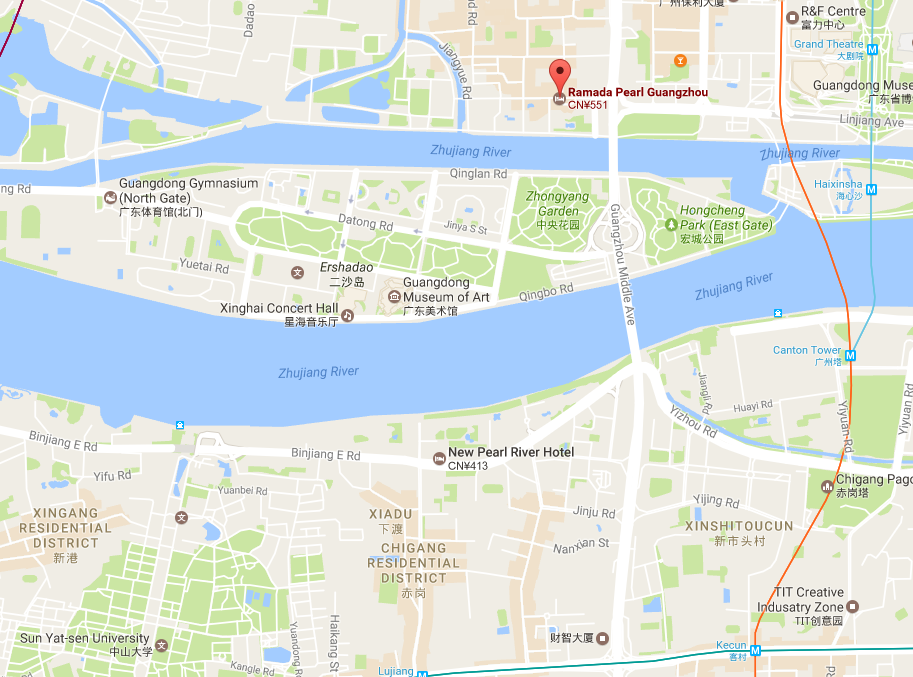 Dadao
Rd
广州保利大厦
R&F Centre
富力中心
Grand Theatre
大剧院
Jiangyue Rd
Ramada Pearl Guangzhou
CN¥551
Guangdong Muse
广东省博
Linjiang Ave
Zhujiang River
Zhujiang River
Qinglan Rd
ng Rd
Guangdong Gymnasium
(North Gate)
广东体育馆(北门)
Haixinsha
海心沙
Zhongyang
Garden
中央花园
Hongcheng
Park (East Gate)
宏城公园
Datong Rd
Jinya S St
Guangzhou Middle Ave
Yuetai Rd
Ershadao
二沙岛
Guangdong
Museum of Art
广东美术馆
Qingbo Rd
Zhujiang River
Xinghai Concert Hall
星海音乐厅
Canton Tower
广州塔
Zhujiang River
Jiangli Rd
Huayi Rd
Yizhou Rd
Yiyuan Rd
Yiyuan Rd
Binjiang E Rd
Binjiang E Rd
New Pearl River Hotel
CN¥413
Yifu Rd
Yuanbei Rd
Chigang Pago
赤岗塔
Yijing Rd
XINGANG
RESIDENTIAL
DISTRICT
新港
XIADU
下渡
Jinju Rd
XINSHITOUCUN
新市头村
CHIGANG
RESIDENTIAL
DISTRICT
赤岗
NanXian St
TIT Creative
Indusatry Zone
TIT创意园
Sun Yat-sen University
中山大学
Yuandong Rd
Haikang St
财智大厦
Kecun
客村
Kangle Rd
Lujiang
Rd